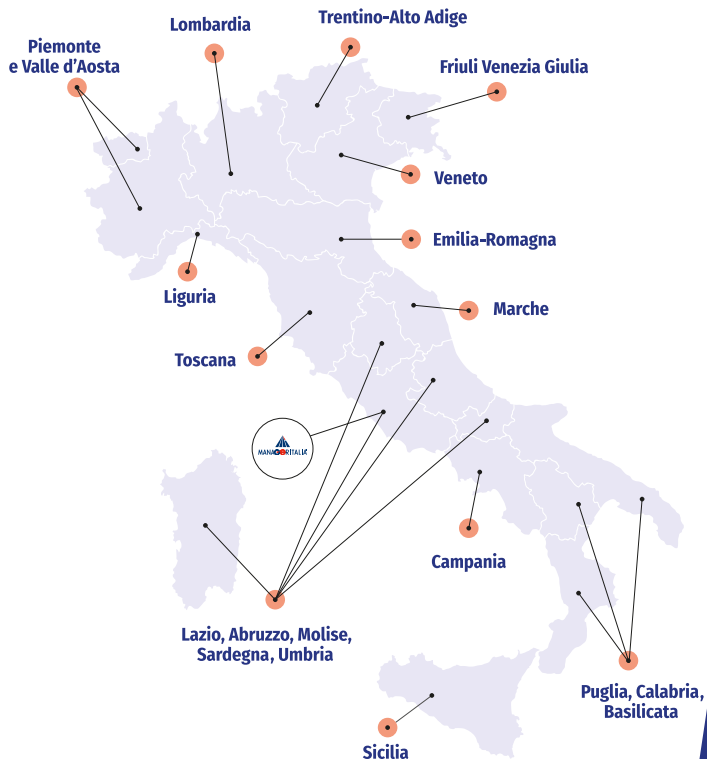 Lombardia
Trentino-Alto Adige
Piemonte
e Valle d'Aosta
Friuli Venezia Giulia
Veneto
Emilia-Romagna
Liguria
Marche
Toscana
MANAGERITALIA
Campania
Lazio, Abruzzo, Molise,
Sardegna, Umbria
Puglia, Calabria,
Basilicata
Sicilia